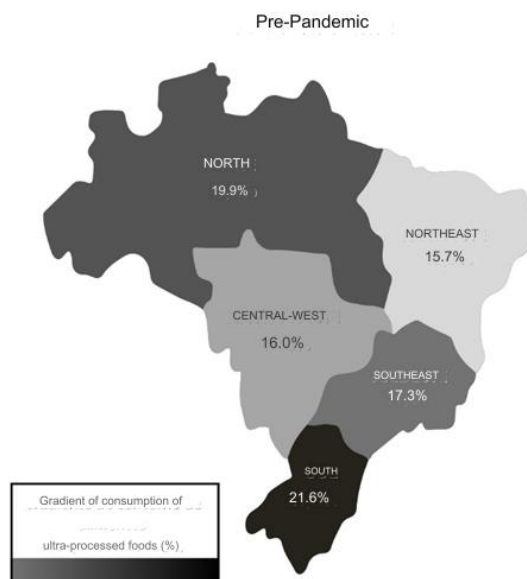 Pre-Pandemic
NORTH
19.9%
NORTHEAST
15.7%
CENTRAL-WEST
16.0%
SOUTHEAST
17.3%
SOUTH
21.6%
Gradient of consumption of
ultra-processed foods (%)